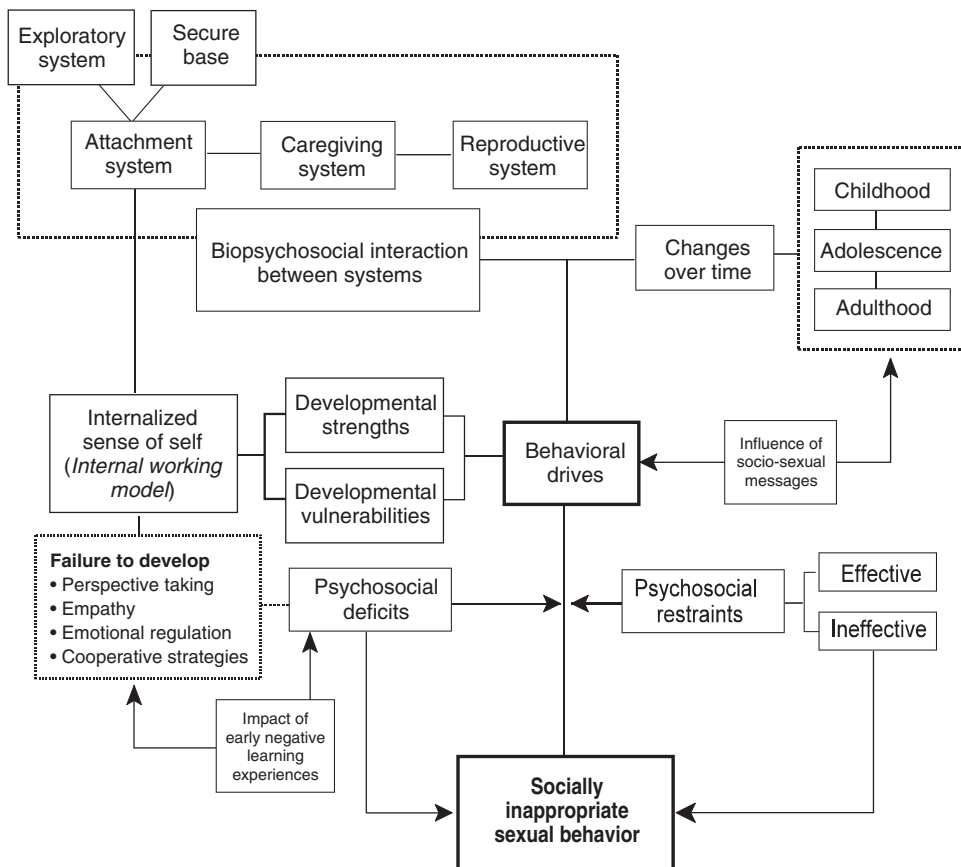 Exploratory
system
Secure
base
Attachment
system
Caregiving
system
Reproductive
system
Biopsychosocial interaction
between systems
Changes
over time
Childhood
Adolescence
Adulthood
Internalized
sense of self
(Internal working
model)
Developmental
strengths
Developmental
vulnerabilities
Behavioral
drives
Influence of
socio-sexual
messages
Failure to develop
• Perspective taking
• Empathy
• Emotional regulation
• Cooperative strategies
Psychosocial
deficits
Psychosocial
restraints
Effective
Ineffective
Impact of
early negative
learning
experiences
Socially
inappropriate
sexual behavior